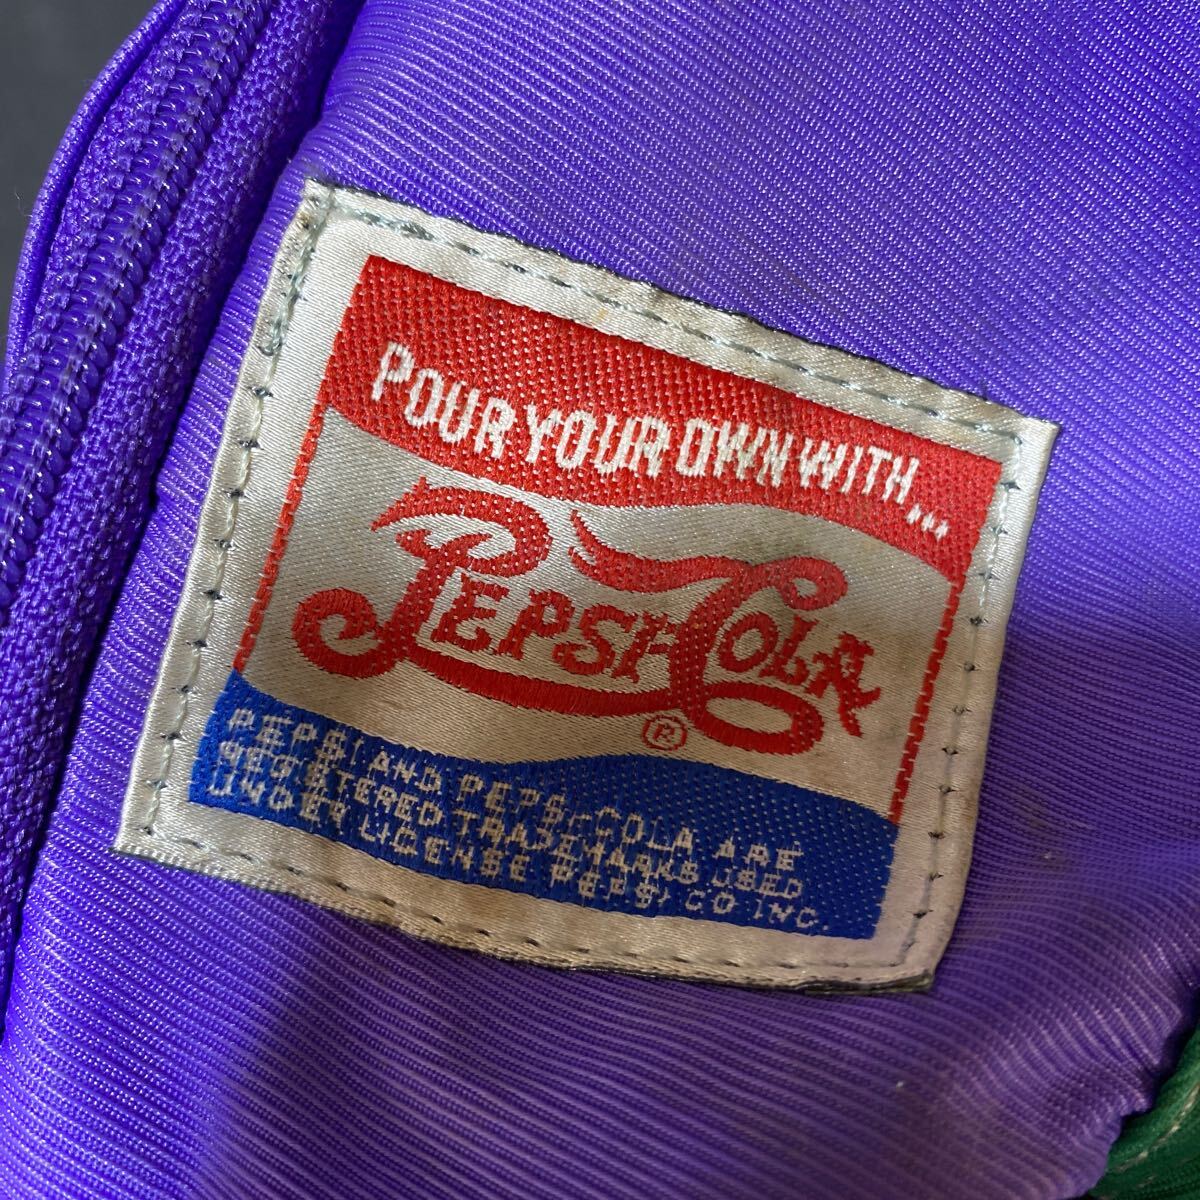 POUR YOUR OWN WITH...
PEPSI-COLA
®
PEPSI AND PEPSI-COLA ARE
REGISTERED TRADEMARKS USED
UNDER LICENSE PEPSICO INC.